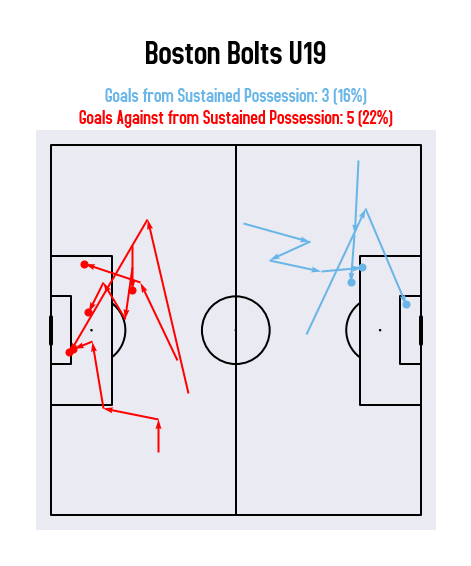 Boston Bolts U19
Goals from Sustained Possession: 3 (16%)
Goals Against from Sustained Possession: 5 (22%)